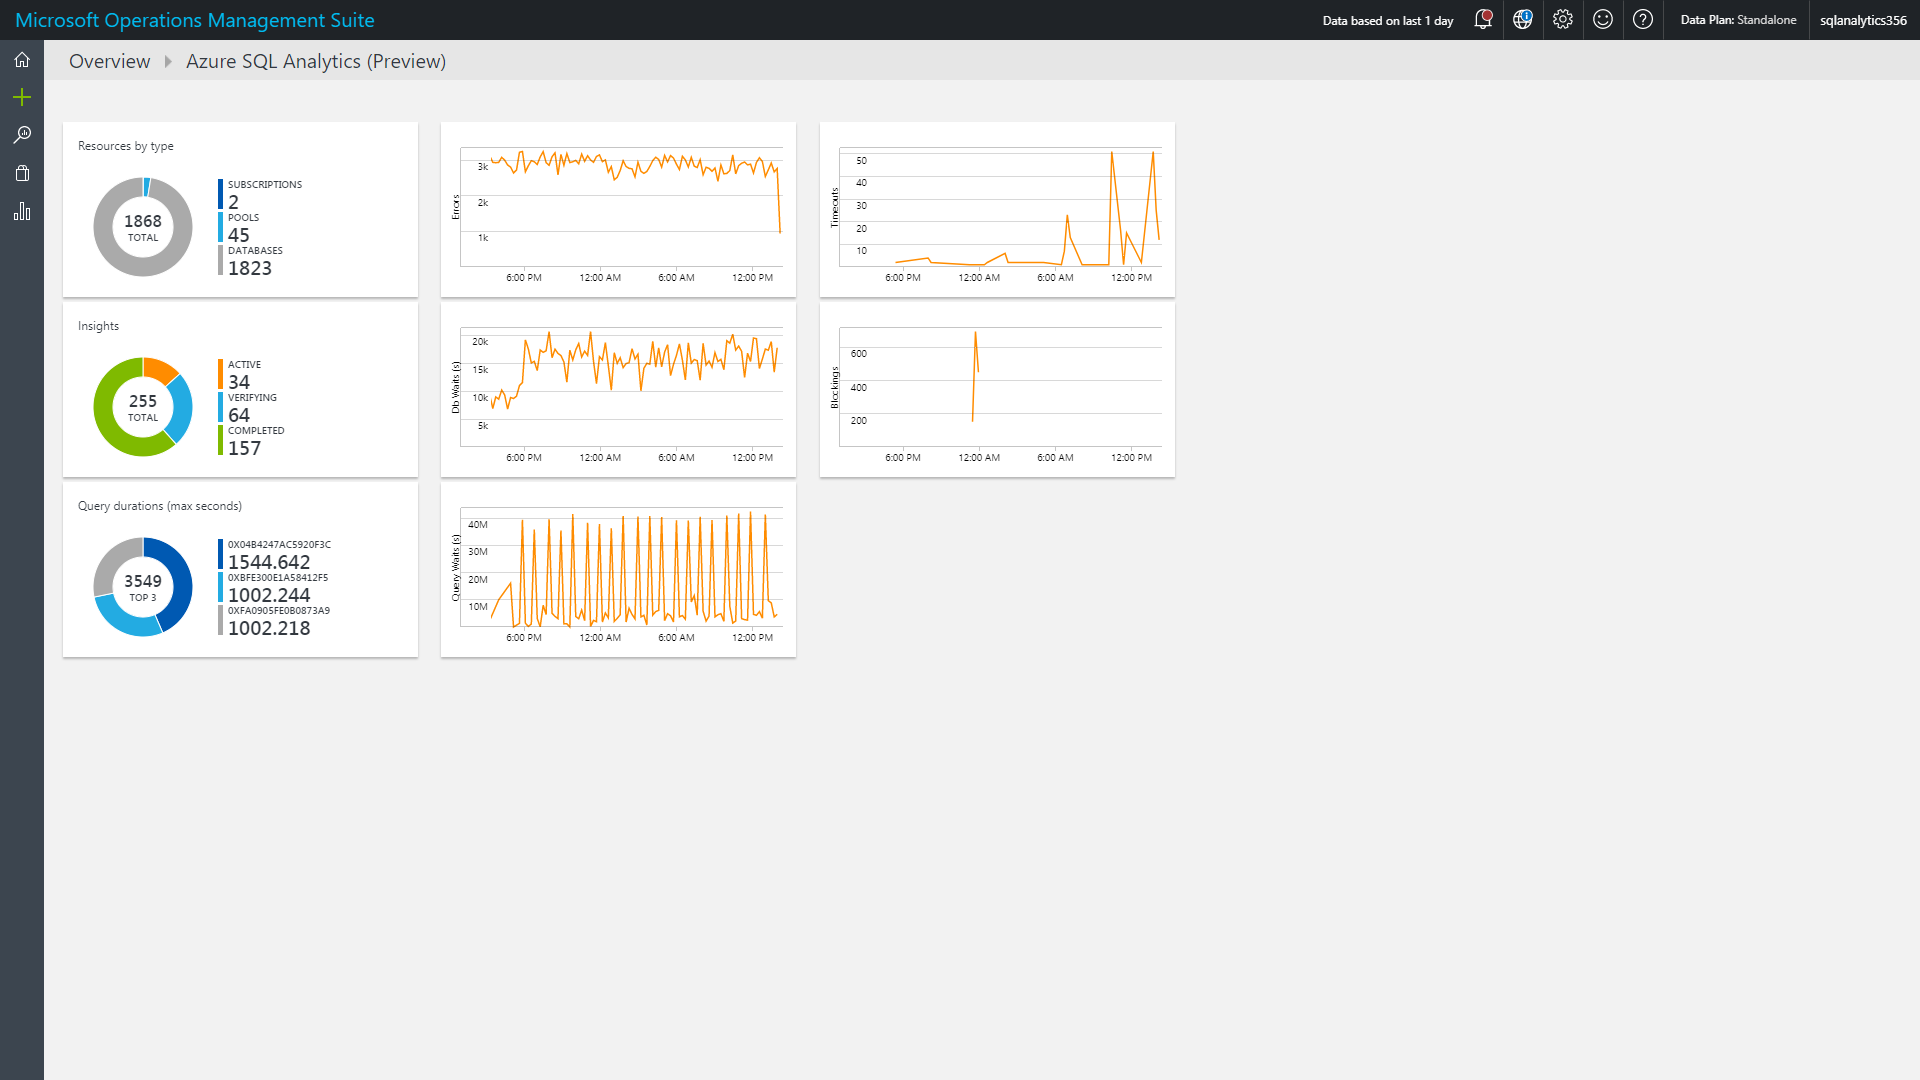 Microsoft Operations Management Suite
Data based on last 1 day
Data Plan: Standalone
sqlanalytics356
Overview
Azure SQL Analytics (Preview)
Resources by type
1868
TOTAL
SUBSCRIPTIONS
2
POOLS
45
DATABASES
1823
Errors
3k
2k
1k
6:00 PM 12:00 AM 6:00 AM 12:00 PM
Timeouts
50
40
30
20
10
6:00 PM 12:00 AM 6:00 AM 12:00 PM
Insights
255
TOTAL
ACTIVE
34
VERIFYING
64
COMPLETED
157
Db Waits (s)
20k
15k
10k
5k
6:00 PM 12:00 AM 6:00 AM 12:00 PM
Blockings
600
400
200
6:00 PM 12:00 AM 6:00 AM 12:00 PM
Query durations (max seconds)
3549
TOP 3
0X04B4247AC5920F3C
1544.642
0XBFE300E1A58412F5
1002.244
0XFA0905FE0B0873A9
1002.218
Query Waits (s)
40M
30M
20M
10M
6:00 PM 12:00 AM 6:00 AM 12:00 PM